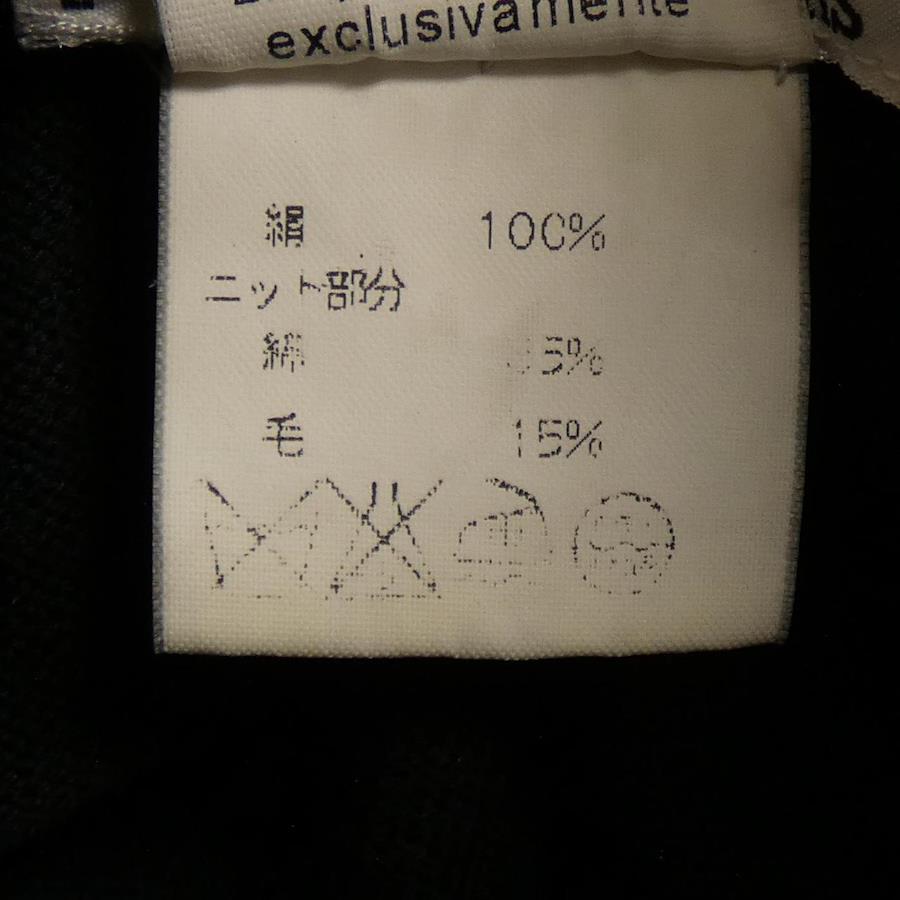 exclusivamente
絹 100%
ニット部分
綿
毛 15%